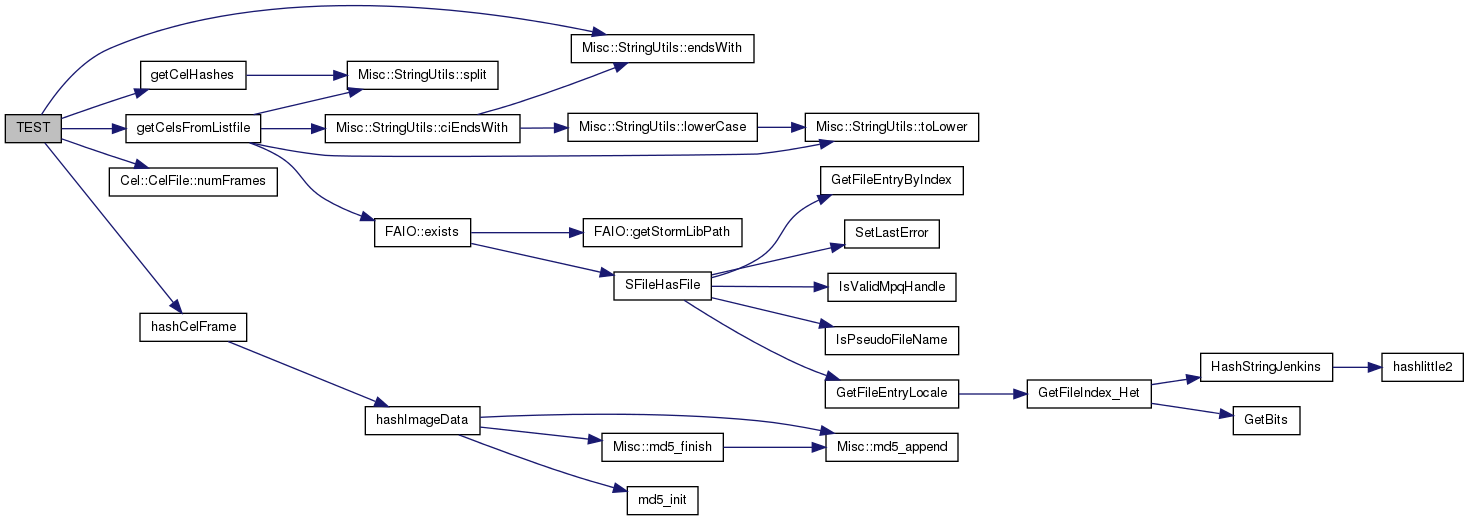 TEST
Misc::StringUtils::endsWith
getCelHashes
Misc::StringUtils::split
getCelsFromListfile
Misc::StringUtils::ciEndsWith
Misc::StringUtils::lowerCase
Misc::StringUtils::toLower
Cel::CelFile::numFrames
GetFileEntryByIndex
FAIO::exists
FAIO::getStormLibPath
SetLastError
SFileHasFile
IsValidMpqHandle
hashCelFrame
IsPseudoFileName
HashStringJenkins
hashlittle2
GetFileEntryLocale
GetFileIndex_Het
GetBits
hashImageData
Misc::md5_finish
Misc::md5_append
md5_init